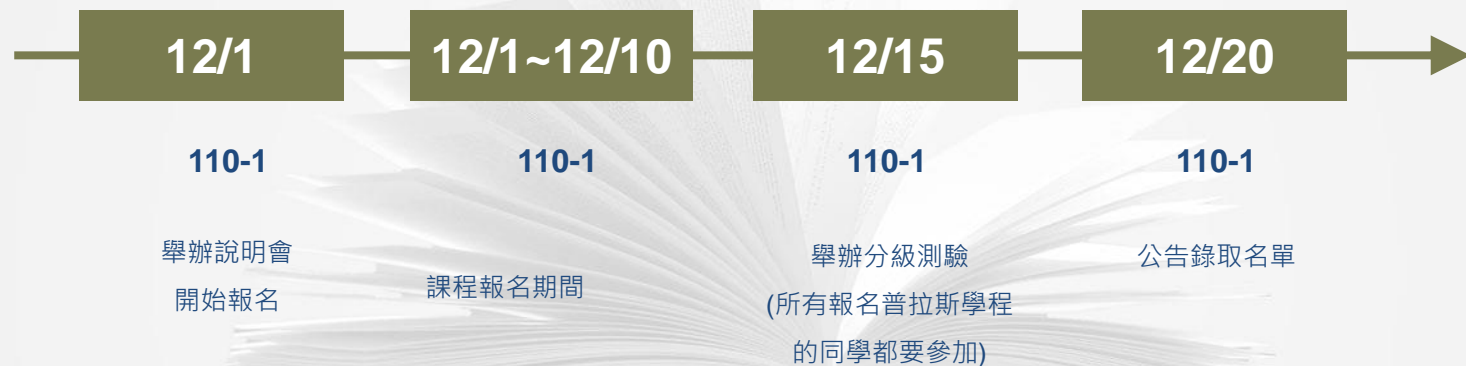 12/1
12/1~12/10
12/15
12/20
110-1
110-1
110-1
110-1
舉辦說明會
開始報名
課程報名期間
舉辦分級測驗
(所有報名普拉斯學程
的同學都要參加)
公告錄取名單